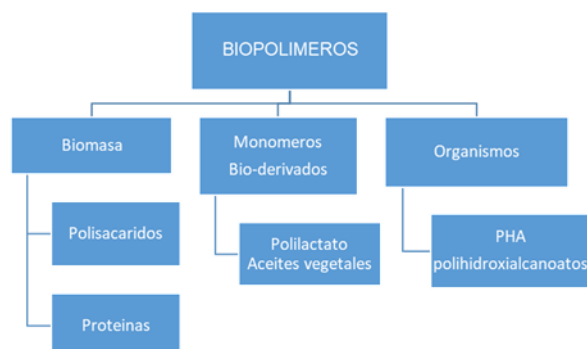 BIOPOLIMEROS
Biomasa
Polisacaridos
Proteinas
Monomeros
Bio-derivados
Polilactato
Aceites vegetales
Organismos
PHA
polihidroxialcanoatos